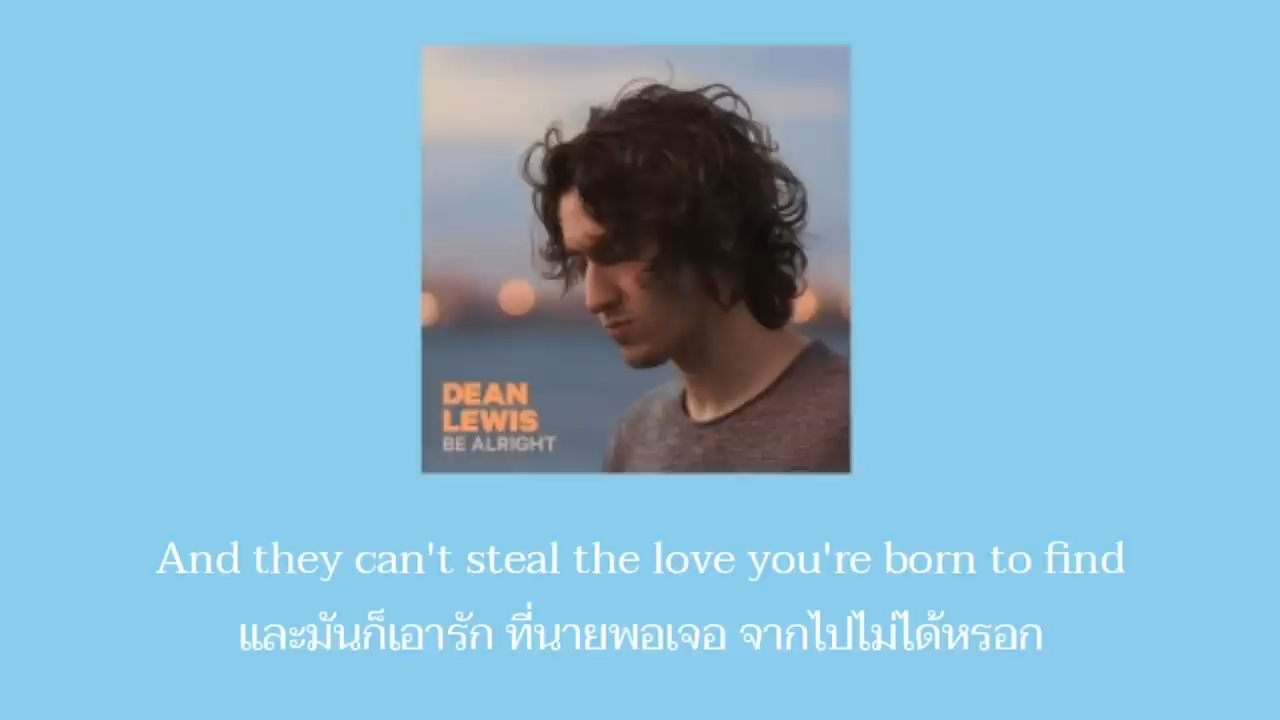 DEAN
LEWIS
BE ALRIGHT
And they can't steal the love you're born to find
และมันก็เอารัก ที่นายพอเจอ จากไปไม่ได้หรอก